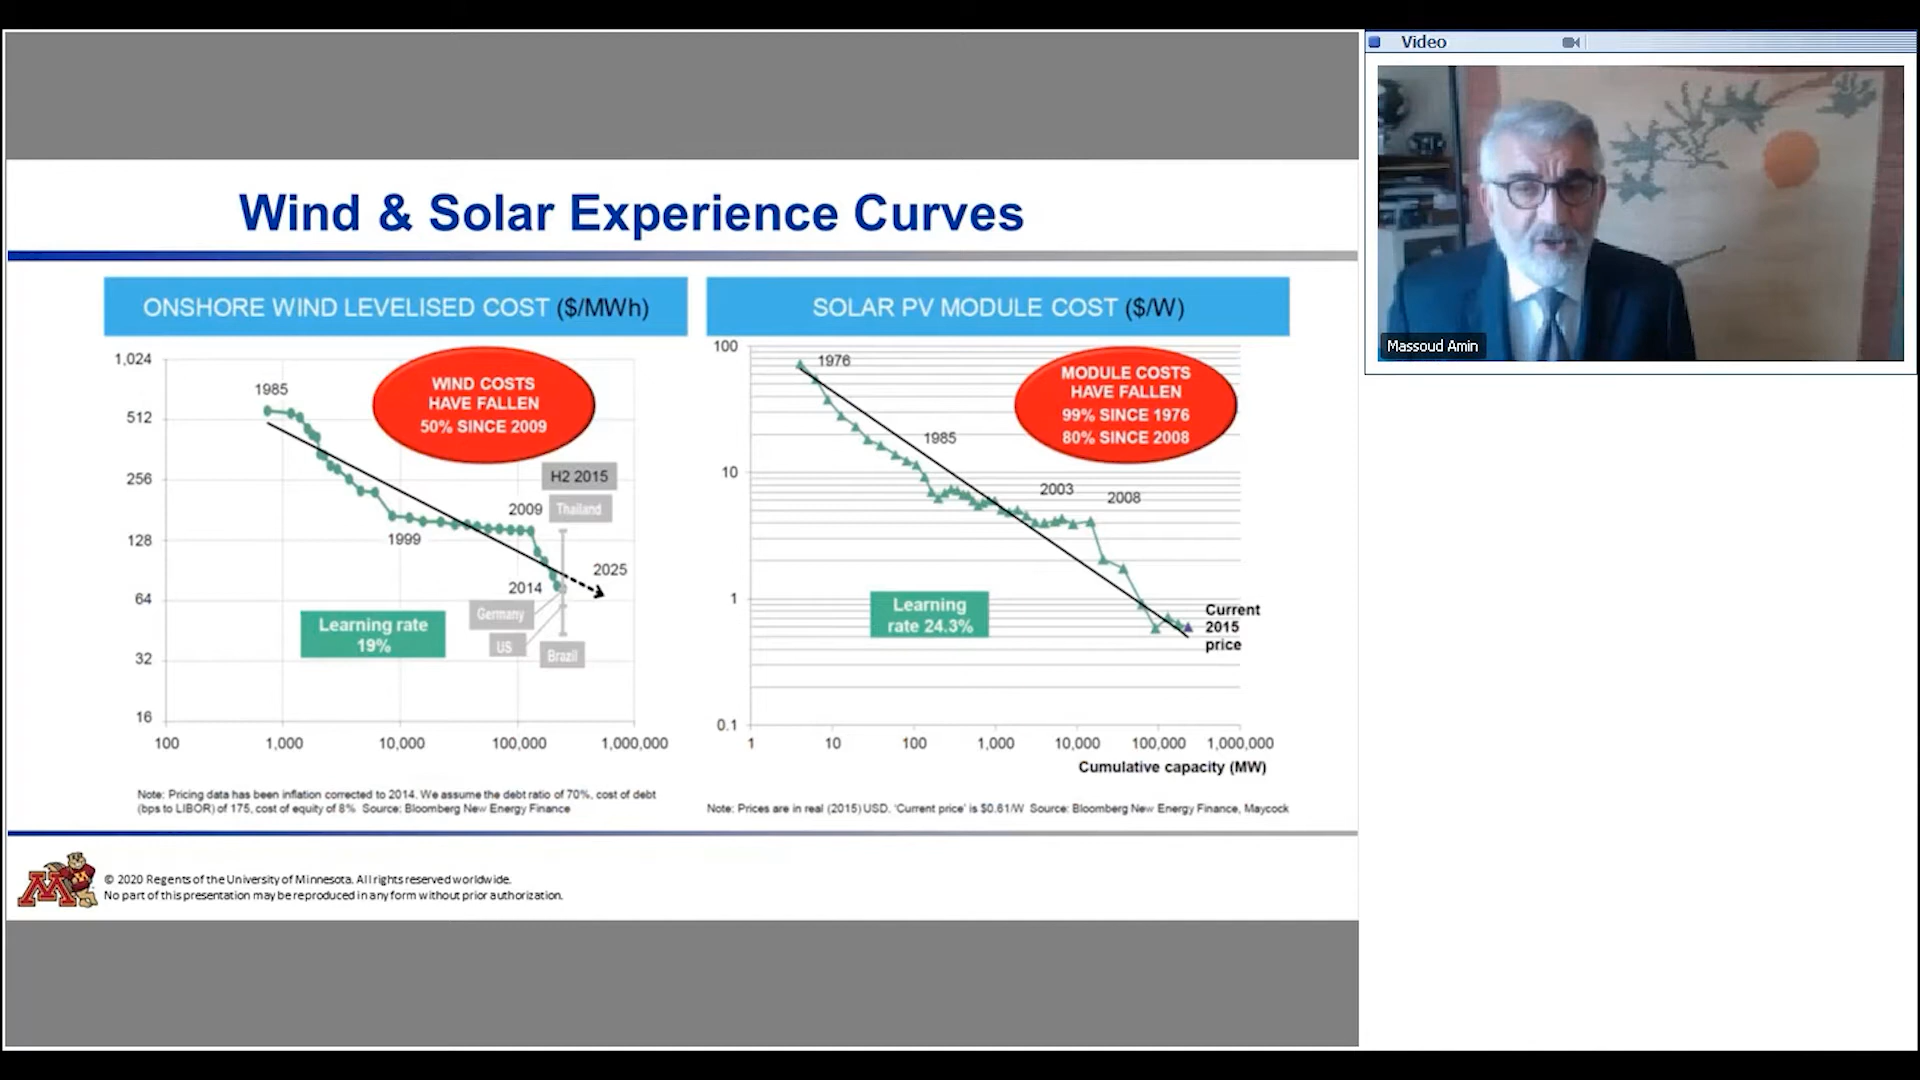 Video
Massoud Amin
Wind & Solar Experience Curves
ONSHORE WIND LEVELISED COST ($/MWh)
1,024
512
256
128
64
32
16
100
1,000
10,000
100,000
1,000,000
1985
1999
2009
2014
2025
WIND COSTS
HAVE FALLEN
50% SINCE 2009
H2 2015
Thailand
Germany
US
Brazil
Learning rate
19%
Note: Pricing data has been inflation corrected to 2014. We assume the debt ratio of 70%, cost of debt
(bps to LIBOR) of 175, cost of equity of 8% Source: Bloomberg New Energy Finance
SOLAR PV MODULE COST ($/W)
100
10
1
0.1
1
10
100
1,000
10,000
100,000
1,000,000
Cumulative capacity (MW)
1976
1985
2003
2008
MODULE COSTS
HAVE FALLEN
99% SINCE 1976
80% SINCE 2008
Learning
rate 24.3%
Current
2015
price
Note: Prices are in real (2015) USD. 'Current price' is $0.61/W Source: Bloomberg New Energy Finance, Maycock
M
© 2020 Regents of the University of Minnesota. All rights reserved worldwide.
No part of this presentation may be reproduced in any form without prior authorization.